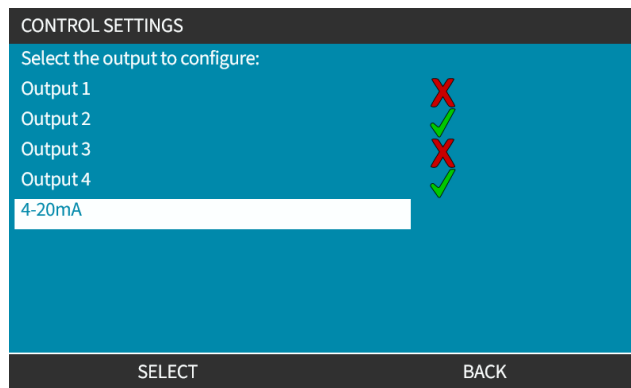 CONTROL SETTINGS
Select the output to configure:
Output 1
Output 2
Output 3
Output 4
4-20mA
SELECT BACK